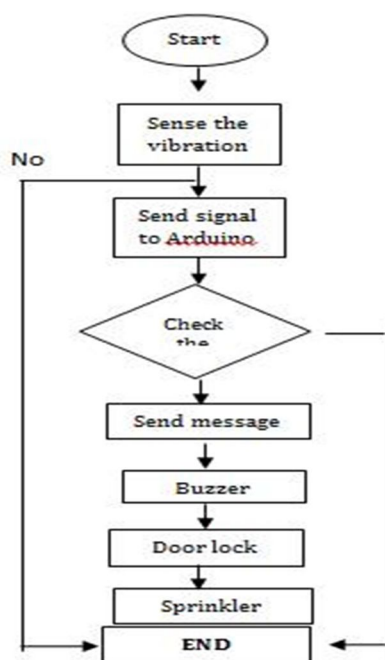 Start
Sense the
vibration
No
Send signal
to Arduino
Check
the
Send message
Buzzer
Door lock
Sprinkler
END